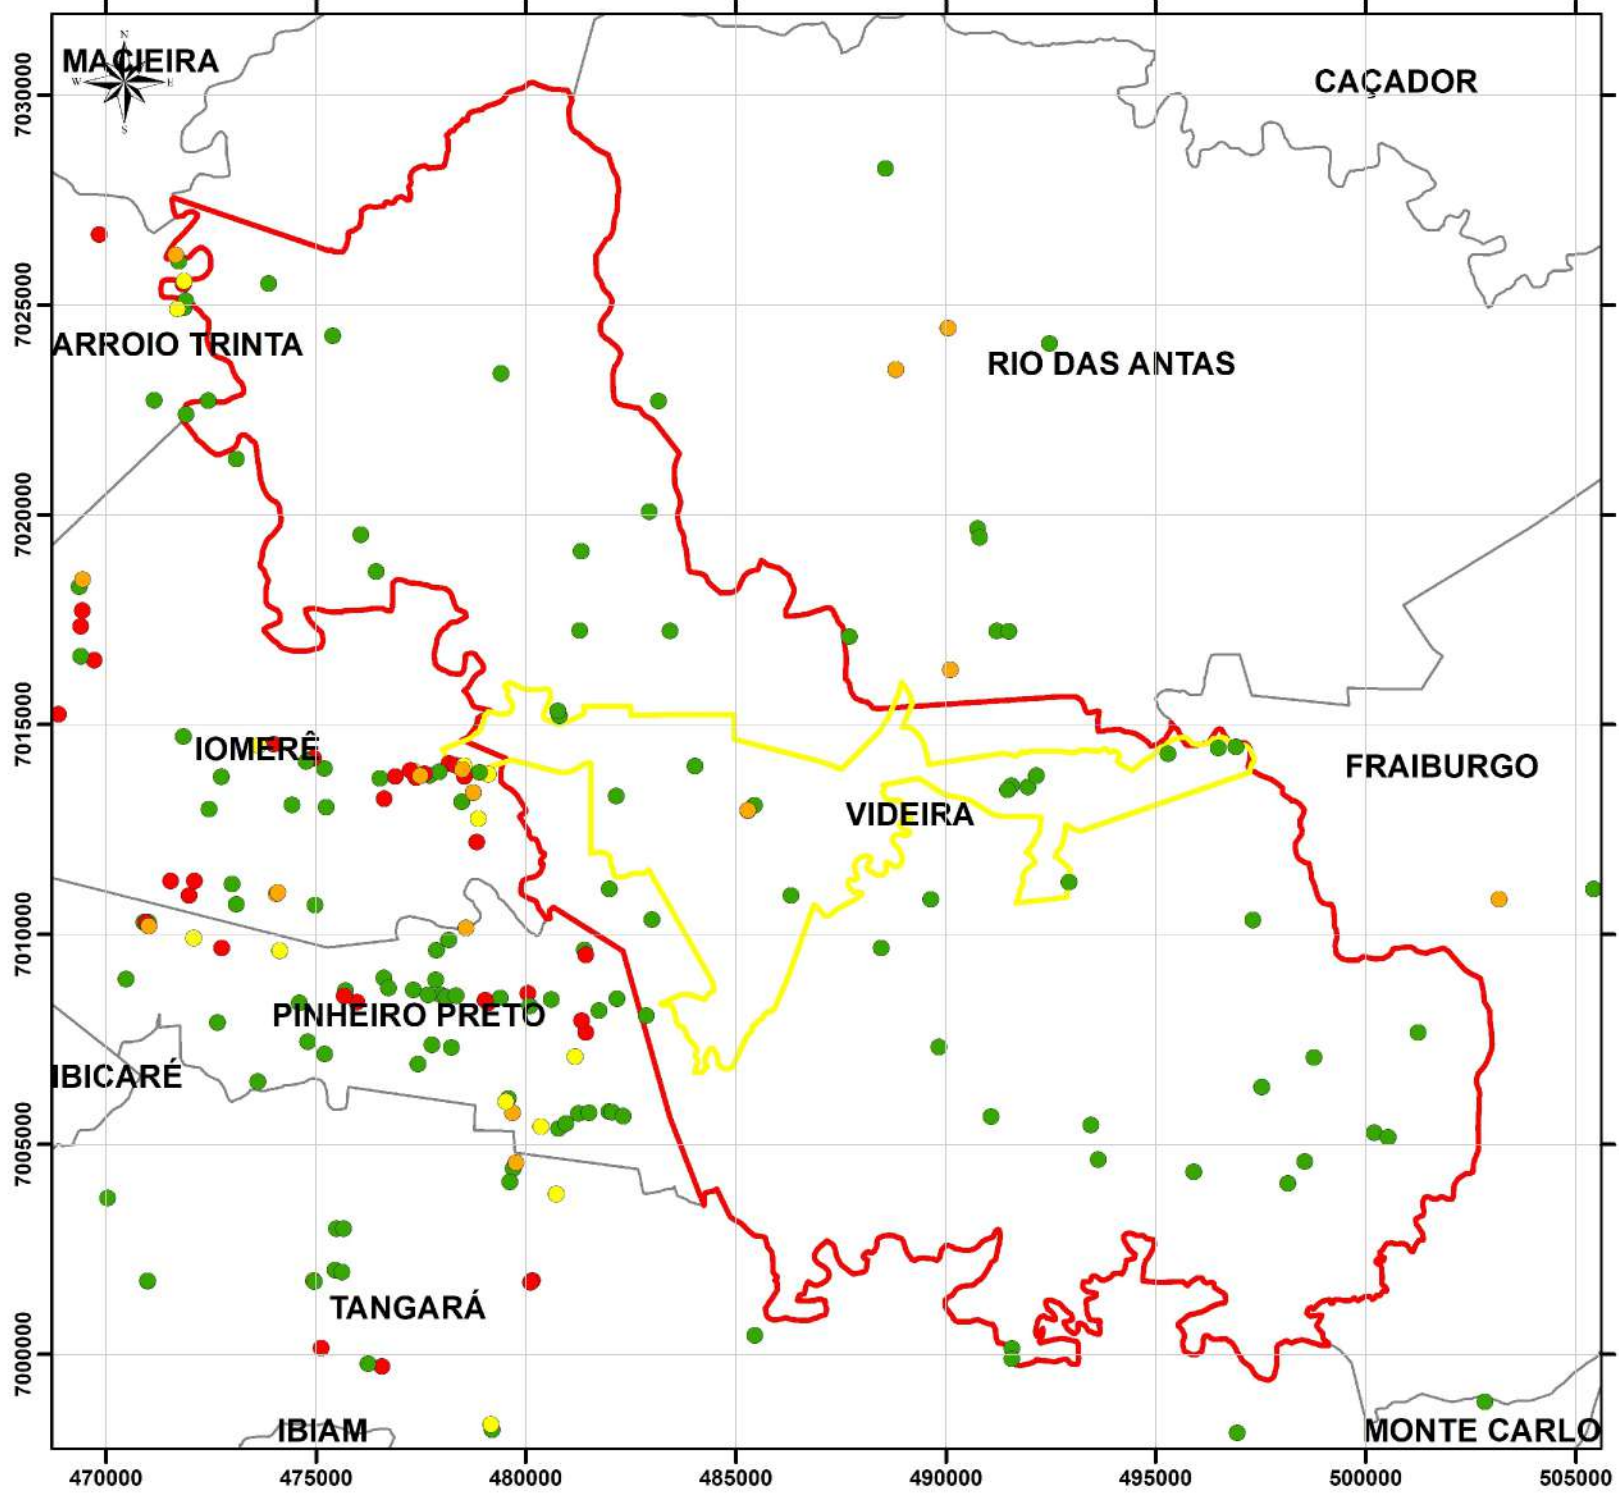 N
MACIEIRA
W E
S
CAÇADOR
7030000
7025000
ARROIO TRINTA
RIO DAS ANTAS
7020000
7015000
IOMERÊ
FRAIBURGO
VIDEIRA
7010000
PINHEIRO PRETO
IBICARÉ
7005000
TANGARÁ
7000000
IBIAM
MONTE CARLO
470000 475000 480000 485000 490000 495000 500000 505000